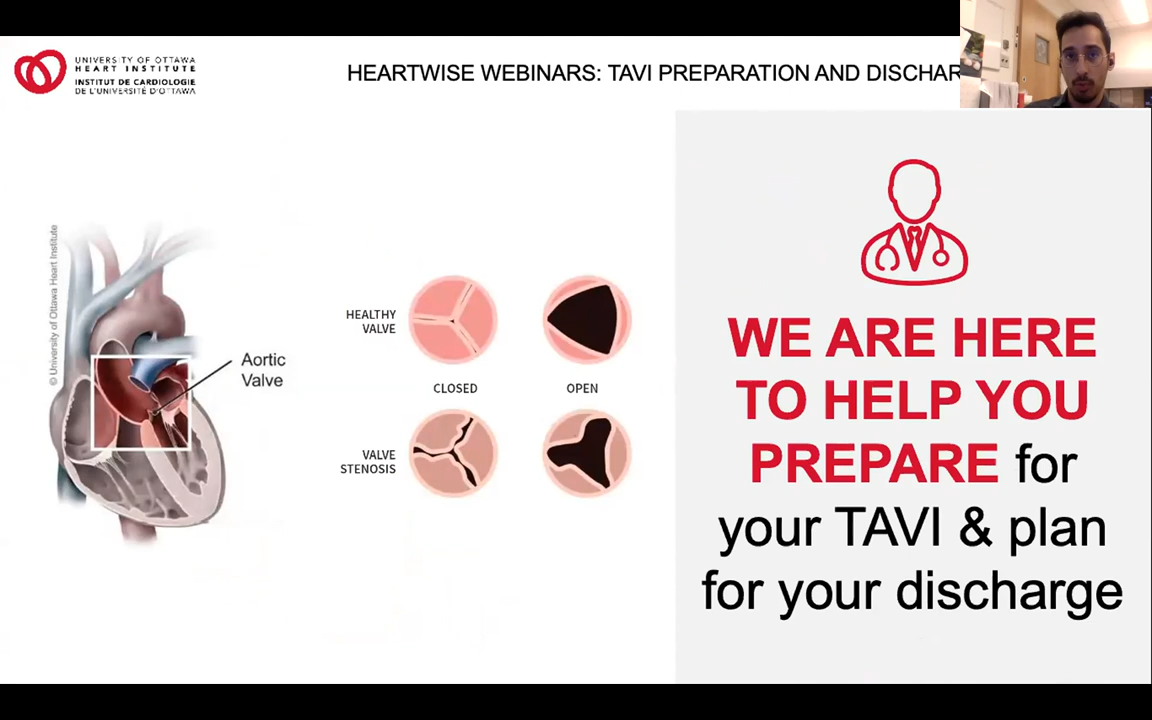 UNIVERSITY OF OTTAWA
HEART INSTITUTE
INSTITUT DE CARDIOLOGIE
DE L'UNIVERSITÉ D'OTTAWA
HEARTWISE WEBINARS: TAVI PREPARATION AND DISCHAR
© University of Ottawa Heart Institute
Aortic
Valve
HEALTHY
VALVE
CLOSED
OPEN
VALVE
STENOSIS
WE ARE HERE
TO HELP YOU
PREPARE for
your TAVI & plan
for your discharge